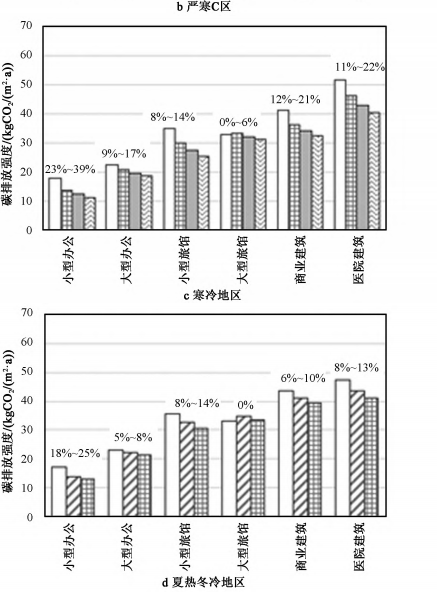 b 严寒C区
碳排放强度/(kgCO₂/(m²·a))
70
60
50
40
30
20
10
0
23%~39%
9%~17%
8%~14%
0%~6%
12%~21%
11%~22%
小型办公
大型办公
小型旅馆
大型旅馆
商业建筑
医院建筑
c 寒冷地区
碳排放强度/(kgCO₂/(m²·a))
70
60
50
40
30
20
10
0
18%~25%
5%~8%
8%~14%
0%
6%~10%
8%~13%
小型办公
大型办公
小型旅馆
大型旅馆
商业建筑
医院建筑
d 夏热冬冷地区